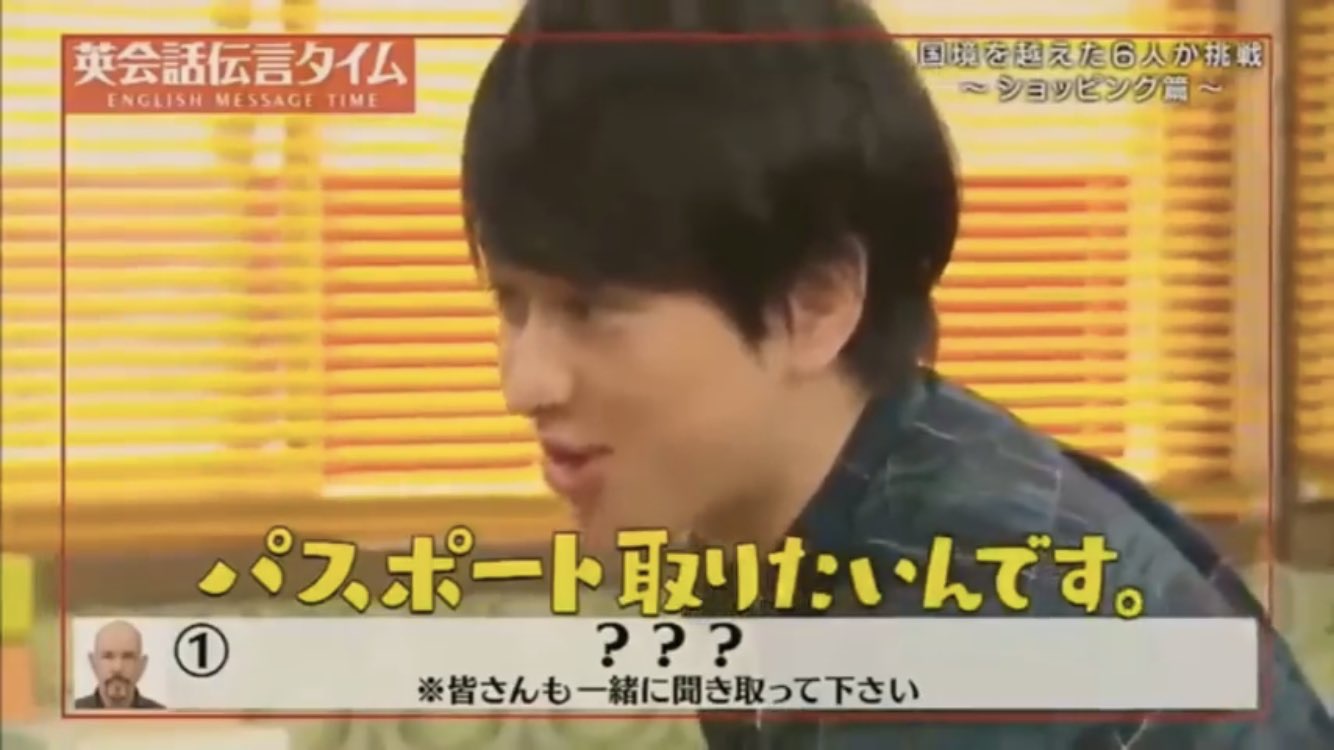 英会話伝言タイム
ENGLISH MESSAGE TIME
国境を越えた6人が挑戦
～ショッピング篇～
パスポート取りたいんです。
① ？？？
※皆さんも一緒に聞き取って下さい